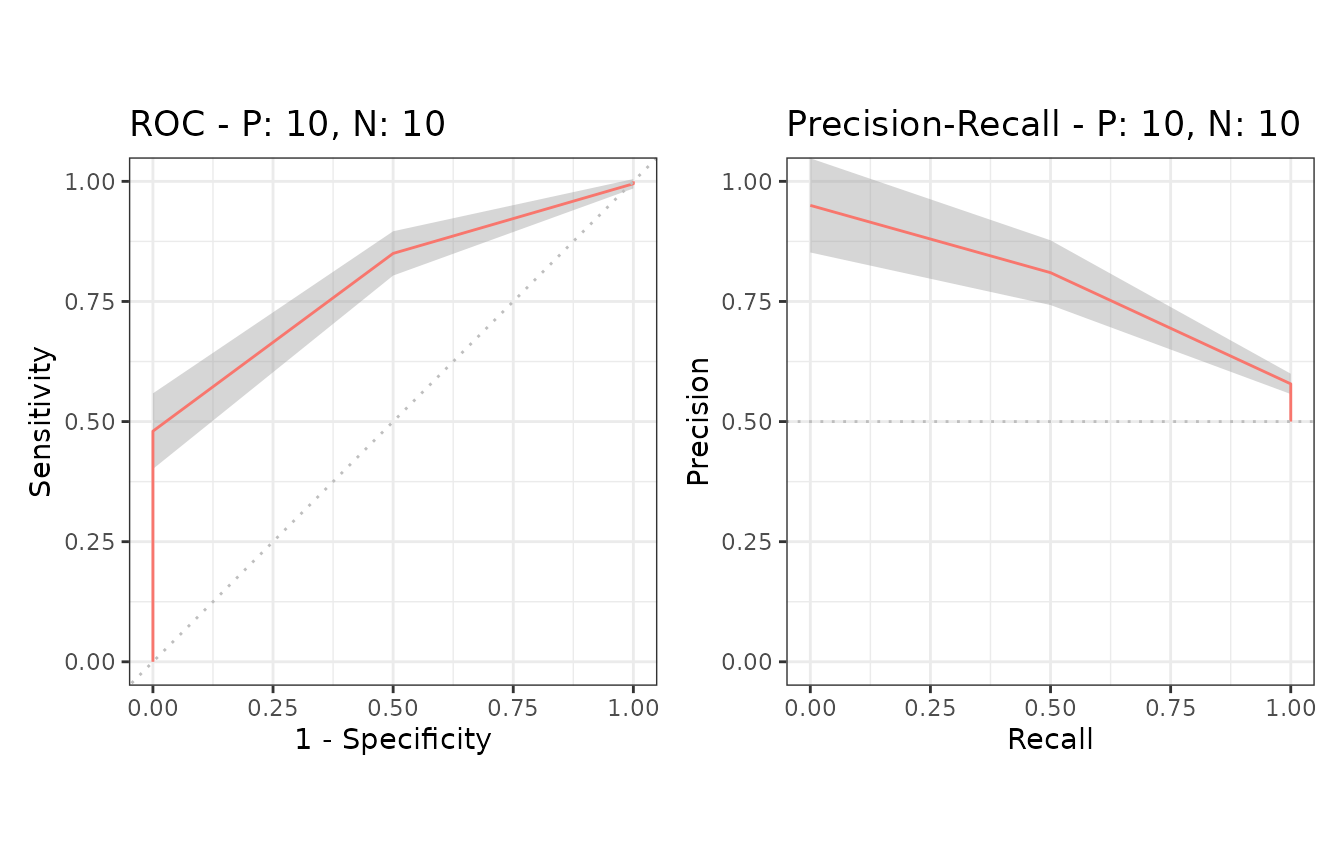 ROC - P: 10, N: 10
1.00
0.75
0.50
0.25
0.00
Sensitivity
0.00 0.25 0.50 0.75 1.00
1 - Specificity
Precision-Recall - P: 10, N: 10
1.00
0.75
0.50
0.25
0.00
Precision
0.00 0.25 0.50 0.75 1.00
Recall